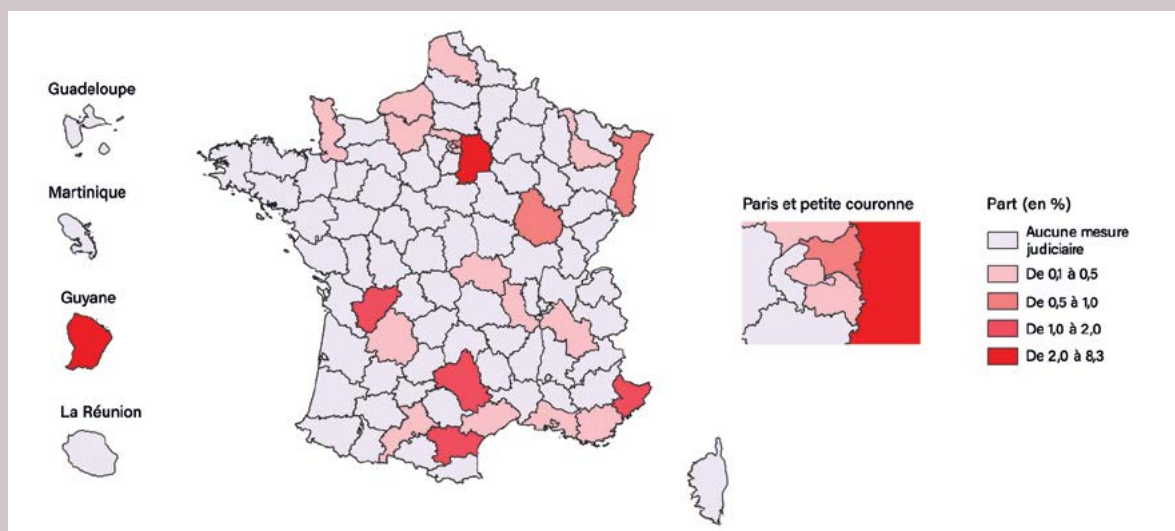 Guadeloupe
Martinique
Guyane
La Réunion
Paris et petite couronne
Part (en %)
Aucune mesure
judiciaire
De 0,1 à 0,5
De 0,5 à 1,0
De 1,0 à 2,0
De 2,0 à 8,3